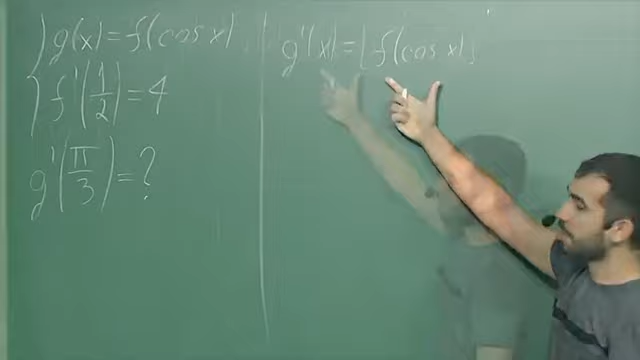 g(x) = f(cos x)
f'(1/2) = 4
g'(π/3) = ?
g'(x) = [f(cos x)]'